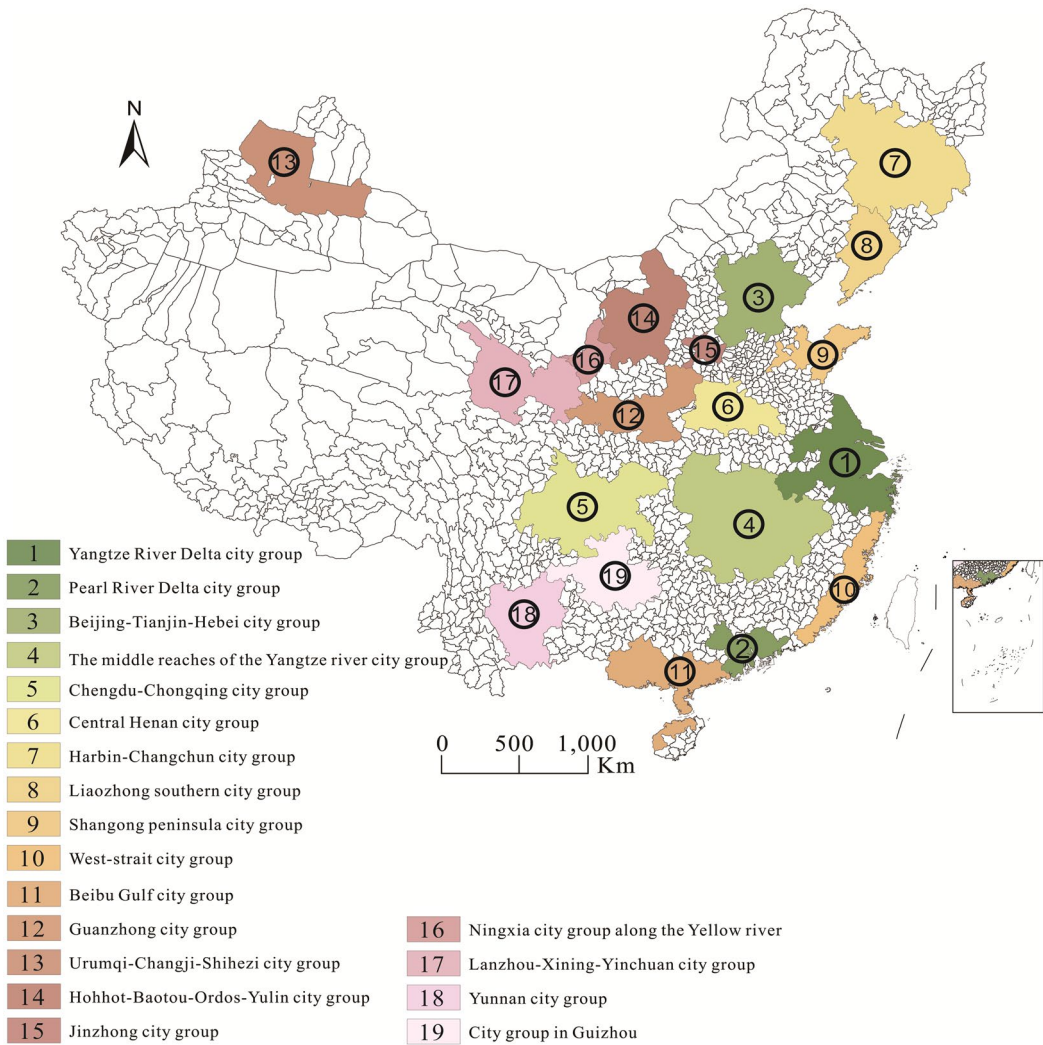 N
13
7
8
3
14
15
9
16
17
12
6
1
5
4
19
18
10
2
11
0 500 1,000
Km
1 Yangtze River Delta city group
2 Pearl River Delta city group
3 Beijing-Tianjin-Hebei city group
4 The middle reaches of the Yangtze river city group
5 Chengdu-Chongqing city group
6 Central Henan city group
7 Harbin-Changchun city group
8 Liaozhong southern city group
9 Shangong peninsula city group
10 West-strait city group
11 Beibu Gulf city group
12 Guanzhong city group
13 Urumqi-Changji-Shihezi city group
14 Hohhot-Baotou-Ordos-Yulin city group
15 Jinzhong city group
16 Ningxia city group along the Yellow river
17 Lanzhou-Xining-Yinchuan city group
18 Yunnan city group
19 City group in Guizhou